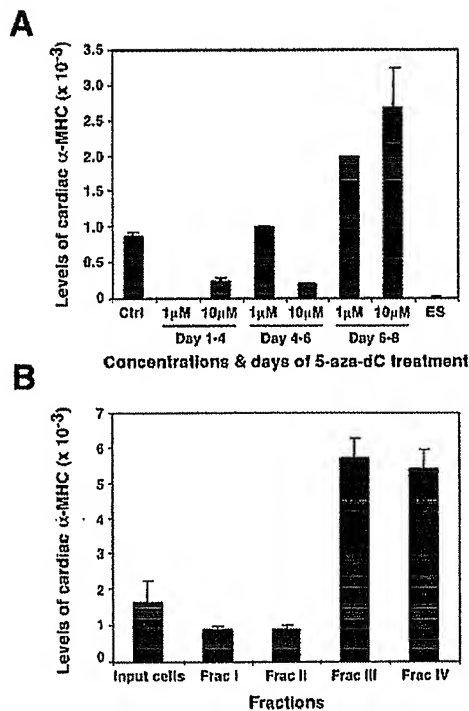 A
Levels of cardiac α-MHC (x 10-3)
3.5
3.0
2.5
2.0
1.5
1.0
0.5
0
Ctrl 1μM 10μM 1μM 10μM 1μM 10μM ES
Day 1-4 Day 4-6 Day 6-8
Concentrations & days of 5-aza-dC treatment
B
Levels of cardiac α-MHC (x 10-3)
7
6
5
4
3
2
1
0
Input cells Frac I Frac II Frac III Frac IV
Fractions